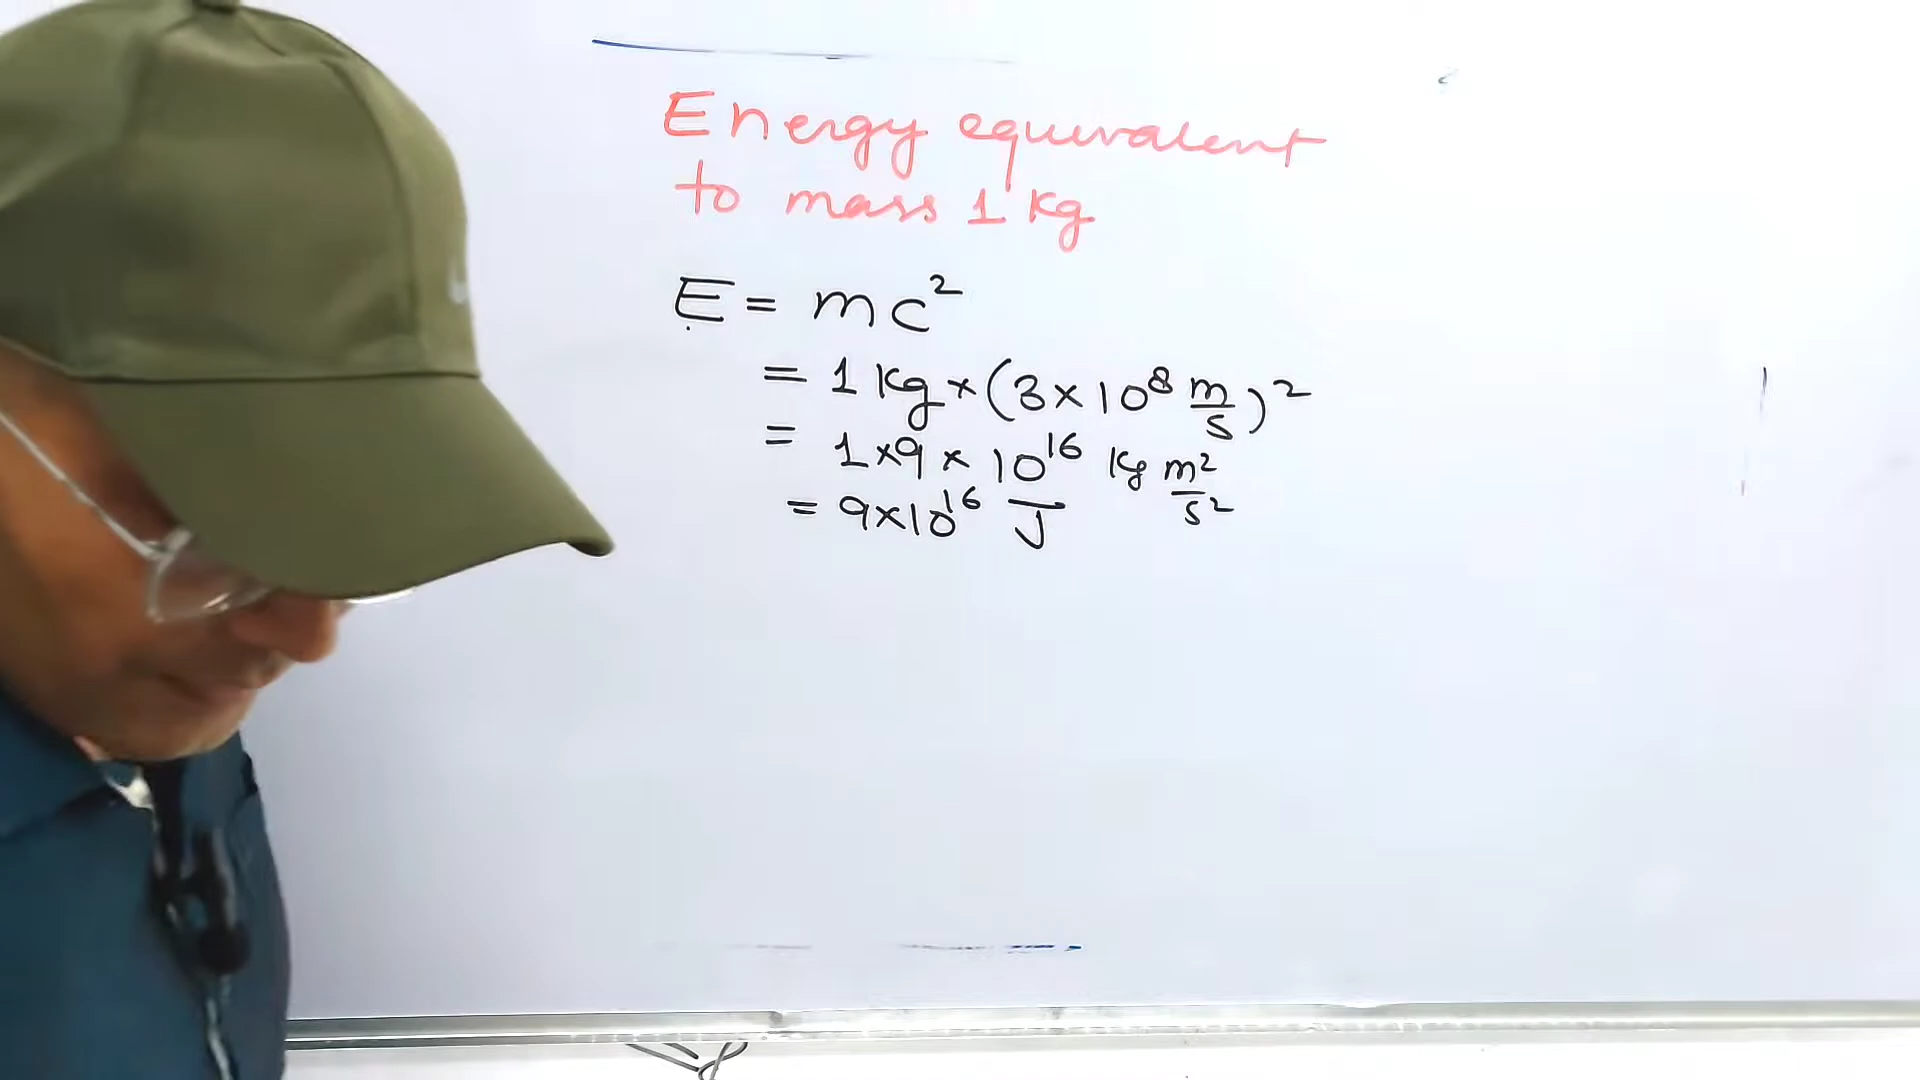 Energy equivalent
to mass 1 kg
E = mc²
= 1 kg × (3 × 10⁸ m/s)²
= 1 × 9 × 10¹⁶ kg m²/s²
= 9 × 10¹⁶ J